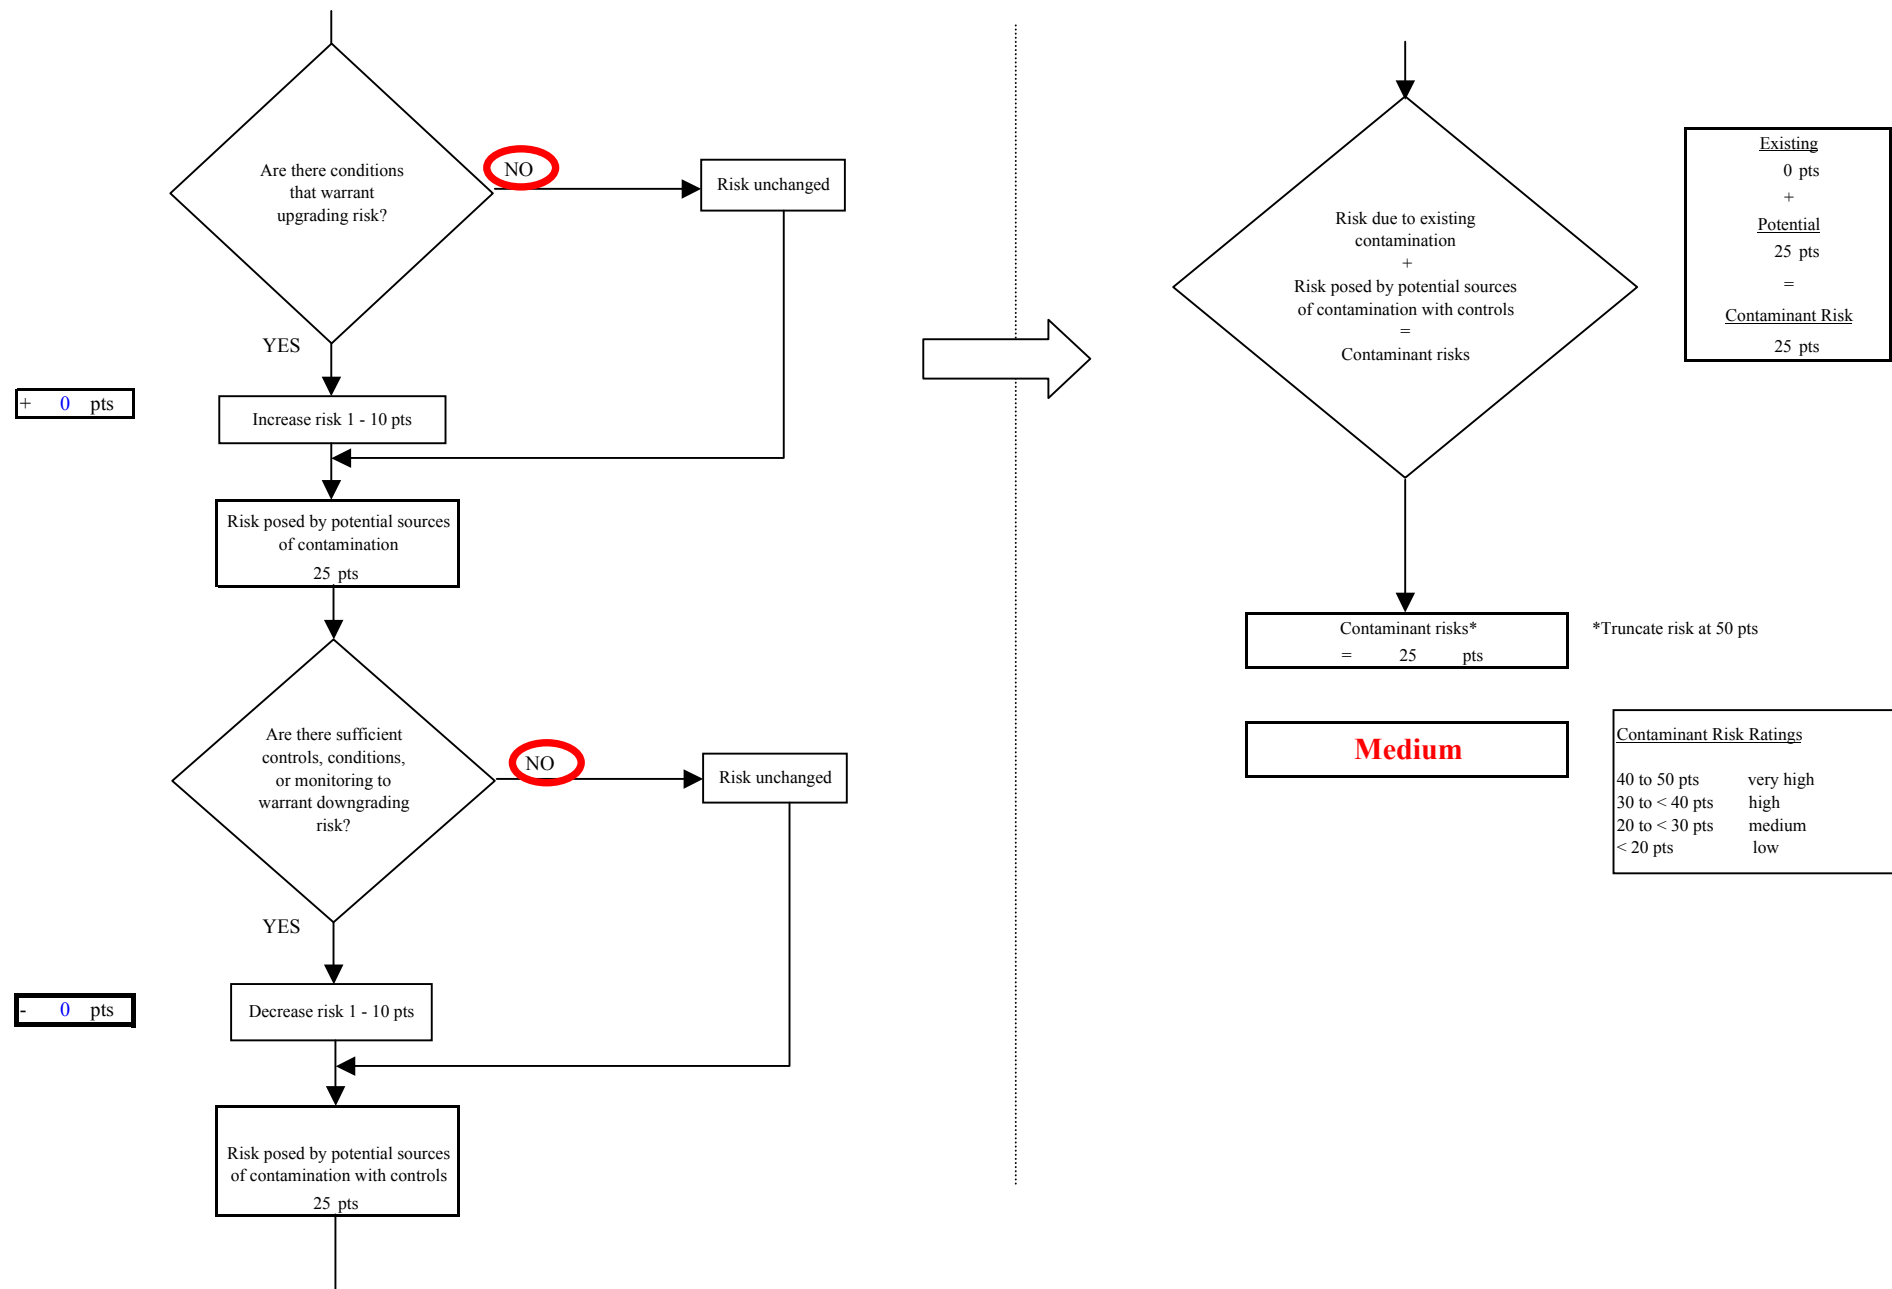 Are there conditions
that warrant
upgrading risk?
NO
Risk unchanged
YES
+ 0 pts
Increase risk 1 - 10 pts
Risk posed by potential sources
of contamination
25 pts
Are there sufficient
controls, conditions,
or monitoring to
warrant downgrading
risk?
NO
Risk unchanged
YES
- 0 pts
Decrease risk 1 - 10 pts
Risk posed by potential sources
of contamination with controls
25 pts
Risk due to existing
contamination
+
Risk posed by potential sources
of contamination with controls
=
Contaminant risks
Existing
0 pts
+
Potential
25 pts
=
Contaminant Risk
25 pts
Contaminant risks*
= 25 pts
*Truncate risk at 50 pts
Medium
Contaminant Risk Ratings
40 to 50 pts very high
30 to < 40 pts high
20 to < 30 pts medium
< 20 pts low